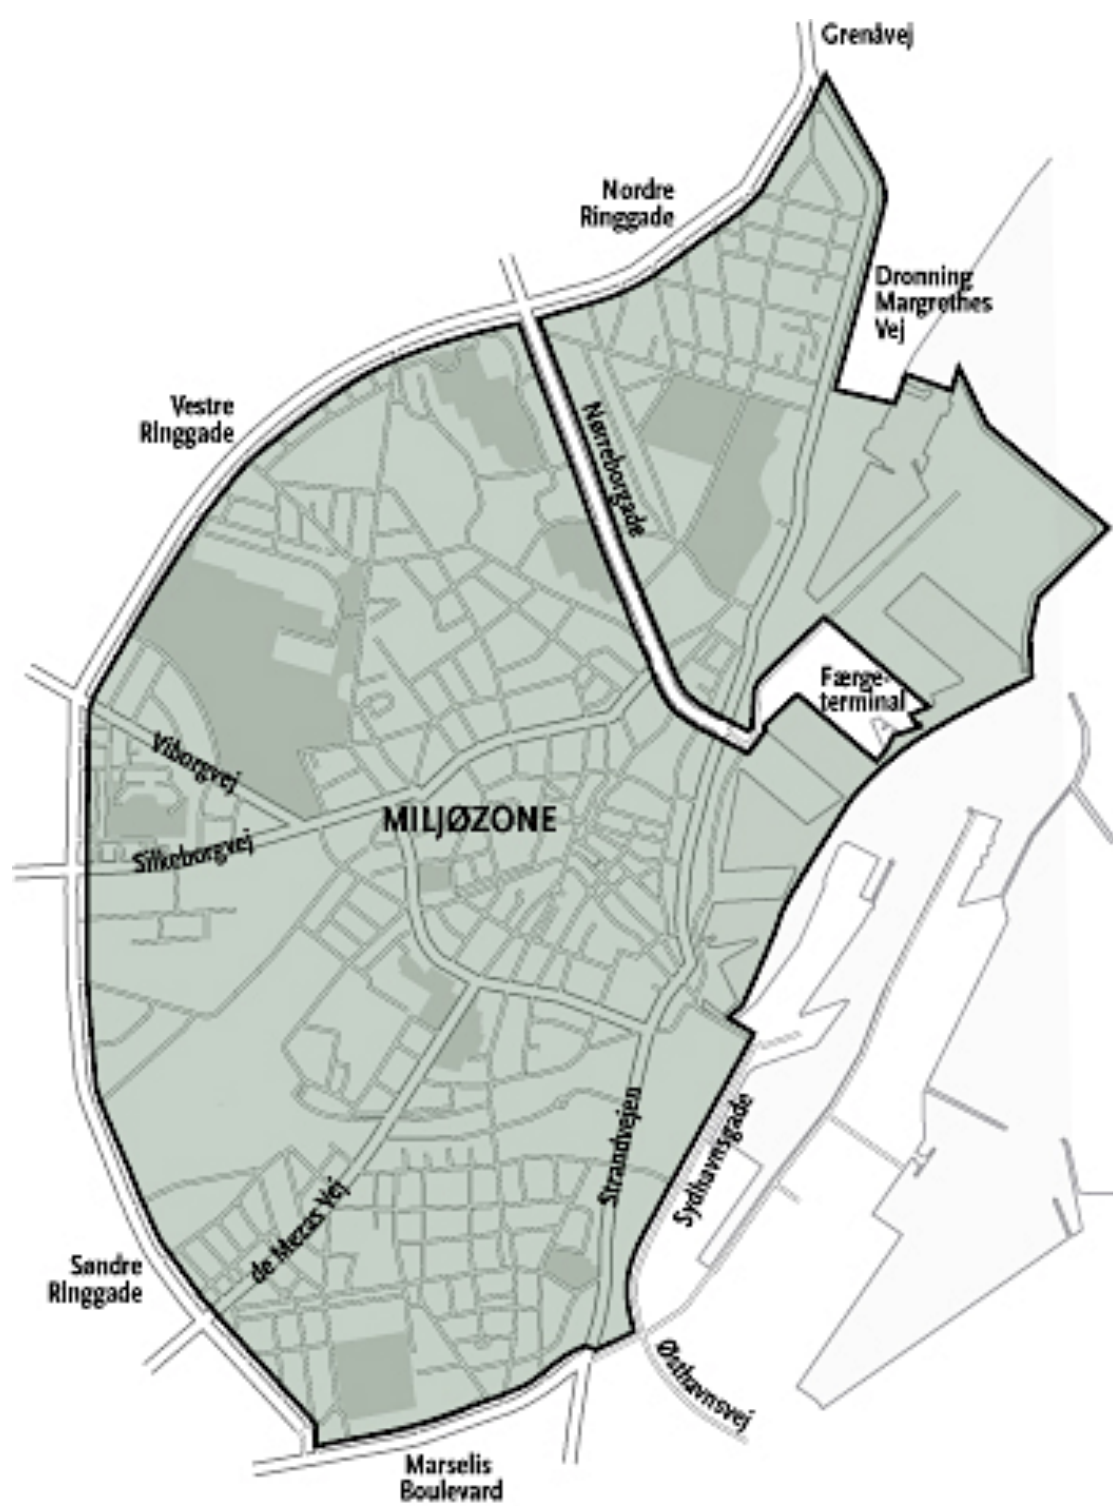 Grenåvej
Nordre
Ringgade
Dronning
Margrethes
Vej
Vestre
Ringgade
Nørreborgade
Færge-
terminal
Viborgvej
MILJØZONE
Silkeborgvej
Strandvejen
Sydhavnsgade
de Mezas Vej
Søndre
Ringgade
Østhavnsvej
Marselis
Boulevard